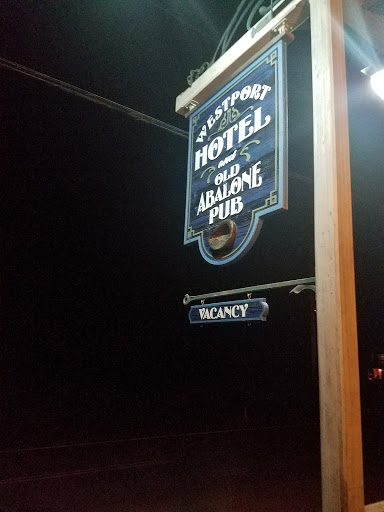 WESTPORT
HOTEL
and
OLD
ABALONE
PUB
VACANCY